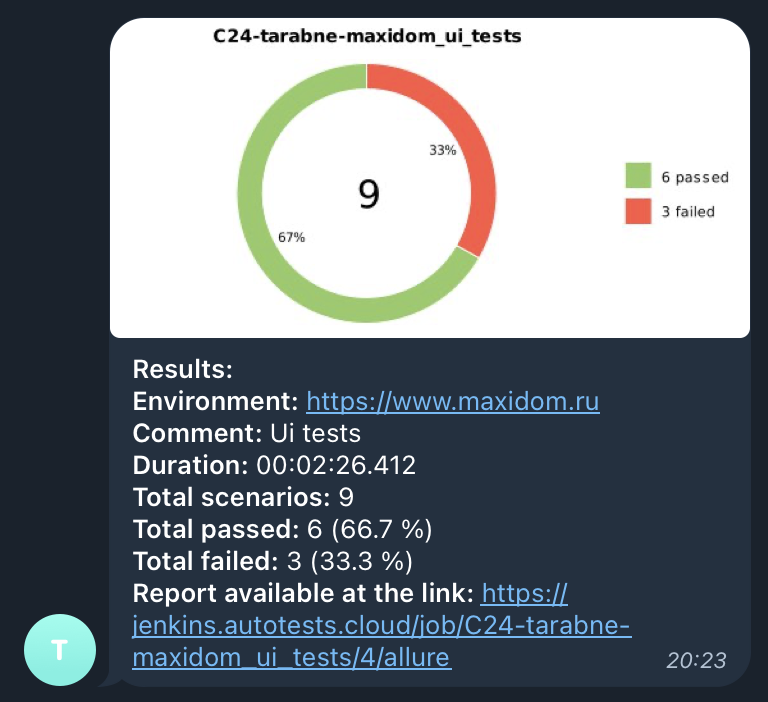 C24-tarabne-maxidom_ui_tests
33%
9
67%
6 passed
3 failed
Results:
Environment: https://www.maxidom.ru
Comment: Ui tests
Duration: 00:02:26.412
Total scenarios: 9
Total passed: 6 (66.7 %)
Total failed: 3 (33.3 %)
Report available at the link: https://
jenkins.autotests.cloud/job/C24-tarabne-
maxidom_ui_tests/4/allure
20:23
T